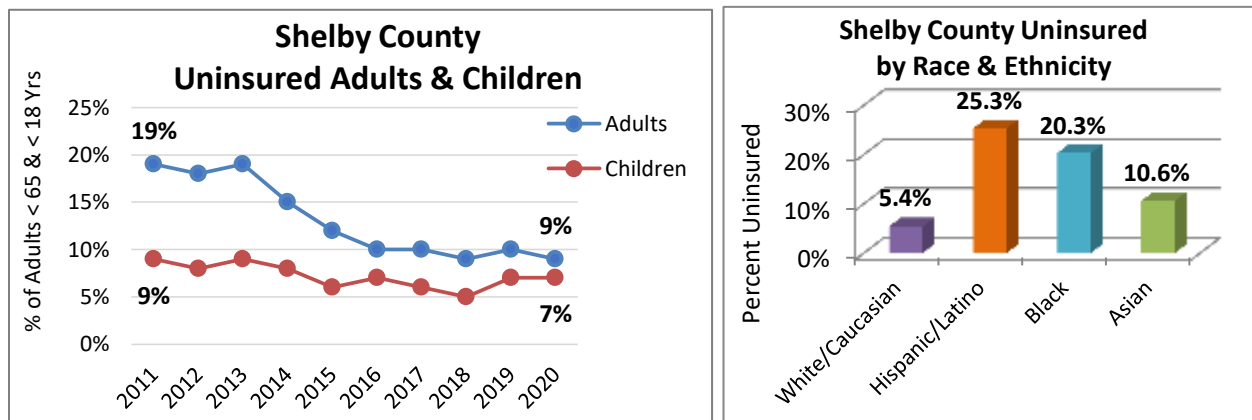 Shelby County
Uninsured Adults & Children
% of Adults < 65 & < 18 Yrs
25%
20%
15%
10%
5%
0%
19%
9%
9%
7%
Adults
Children
2011
2012
2013
2014
2015
2016
2017
2018
2019
2020
Shelby County Uninsured
by Race & Ethnicity
Percent Uninsured
30%
20%
10%
0%
5.4%
25.3%
20.3%
10.6%
White/Caucasian
Hispanic/Latino
Black
Asian